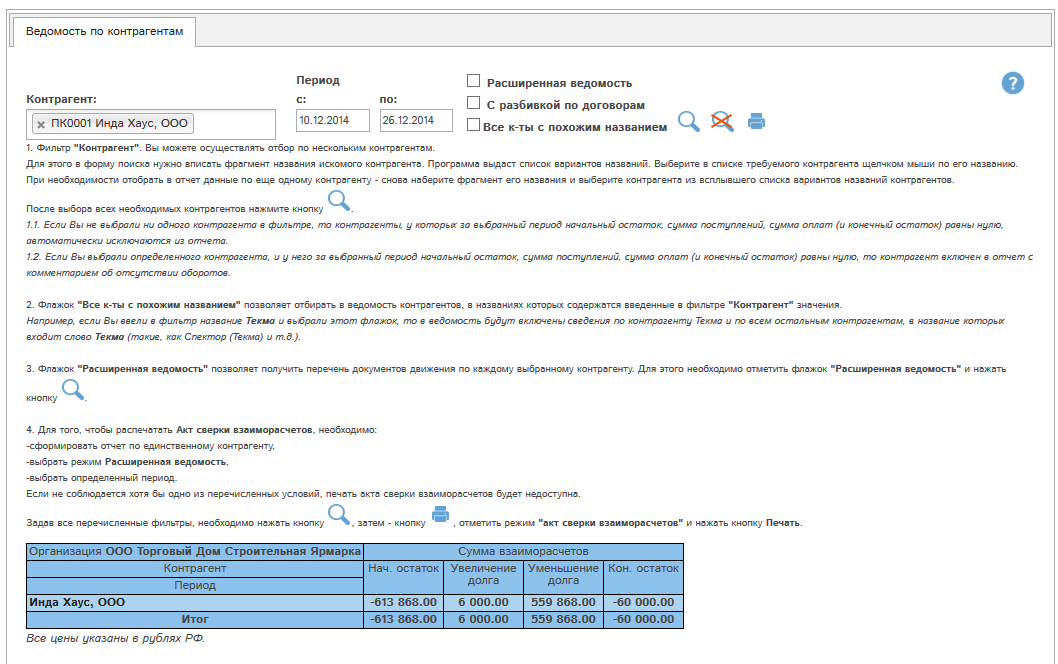 Ведомость по контрагентам
Период
Расширенная ведомость
?
Контрагент:
с:
по:
С разбивкой по договорам
× ПК0001 Инда Хаус, ООО
10.12.2014
26.12.2014
Все к-ты с похожим названием
1. Фильтр "Контрагент". Вы можете осуществлять отбор по нескольким контрагентам.
Для этого в форму поиска нужно вписать фрагмент названия искомого контрагента. Программа выдаст список вариантов названий. Выберите в списке требуемого контрагента щелчком мыши по его названию.
При необходимости отобрать в отчет данные по еще одному контрагенту - снова наберите фрагмент его названия и выберите контрагента из всплывшего списка вариантов названий контрагентов.
После выбора всех необходимых контрагентов нажмите кнопку .
1.1. Если Вы не выбрали ни одного контрагента в фильтре, то контрагенты, у которых за выбранный период начальный остаток, сумма поступлений, сумма оплат (и конечный остаток) равны нулю,
автоматически исключаются из отчета.
1.2. Если Вы выбрали определенного контрагента, и у него за выбранный период начальный остаток, сумма поступлений, сумма оплат (и конечный остаток) равны нулю, то контрагент включен в отчет с
комментарием об отсутствии оборотов.
2. Флажок "Все к-ты с похожим названием" позволяет отбирать в ведомость контрагентов, в названиях которых содержатся введенные в фильтре "Контрагент" значения.
Например, если Вы ввели в фильтр название Текма и выбрали этот флажок, то в ведомость будут включены сведения по контрагенту Текма и по всем остальным контрагентам, в название которых
входит слово Текма (такие, как Спектор (Текма) и т.д.).
3. Флажок "Расширенная ведомость" позволяет получить перечень документов движения по каждому выбранному контрагенту. Для этого необходимо отметить флажок "Расширенная ведомость" и нажать
кнопку .
4. Для того, чтобы распечатать Акт сверки взаиморасчетов, необходимо:
-сформировать отчет по единственному контрагенту,
-выбрать режим Расширенная ведомость,
-выбрать определенный период.
Если не соблюдается хотя бы одно из перечисленных условий, печать акта сверки взаиморасчетов будет недоступна.
Задав все перечисленные фильтры, необходимо нажать кнопку , затем - кнопку , отметить режим "акт сверки взаиморасчетов" и нажать кнопку Печать.
Организация ООО Торговый Дом Строительная Ярмарка
Сумма взаиморасчетов
Контрагент
Нач. остаток
Увеличение
долга
Уменьшение
долга
Кон. остаток
Период
Инда Хаус, ООО
-613 868.00
6 000.00
559 868.00
-60 000.00
Итог
-613 868.00
6 000.00
559 868.00
-60 000.00
Все цены указаны в рублях РФ.